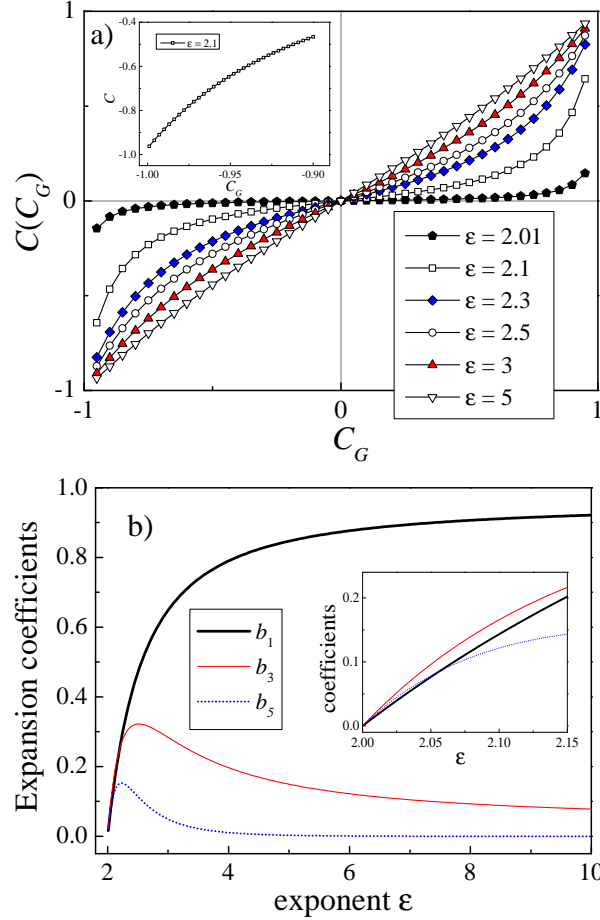 a)
1
0
-1
-1
0
1
C(C_G)
C_G
-0.4
-0.6
-0.8
-1.0
-1.00
-0.95
-0.90
C
C_G
ε = 2.1
ε = 2.01
ε = 2.1
ε = 2.3
ε = 2.5
ε = 3
ε = 5
b)
1.0
0.8
0.6
0.4
0.2
0.0
2
4
6
8
10
Expansion coefficients
exponent ε
b_1
b_3
b_5
0.2
0.1
0.0
2.00
2.05
2.10
2.15
coefficients
ε